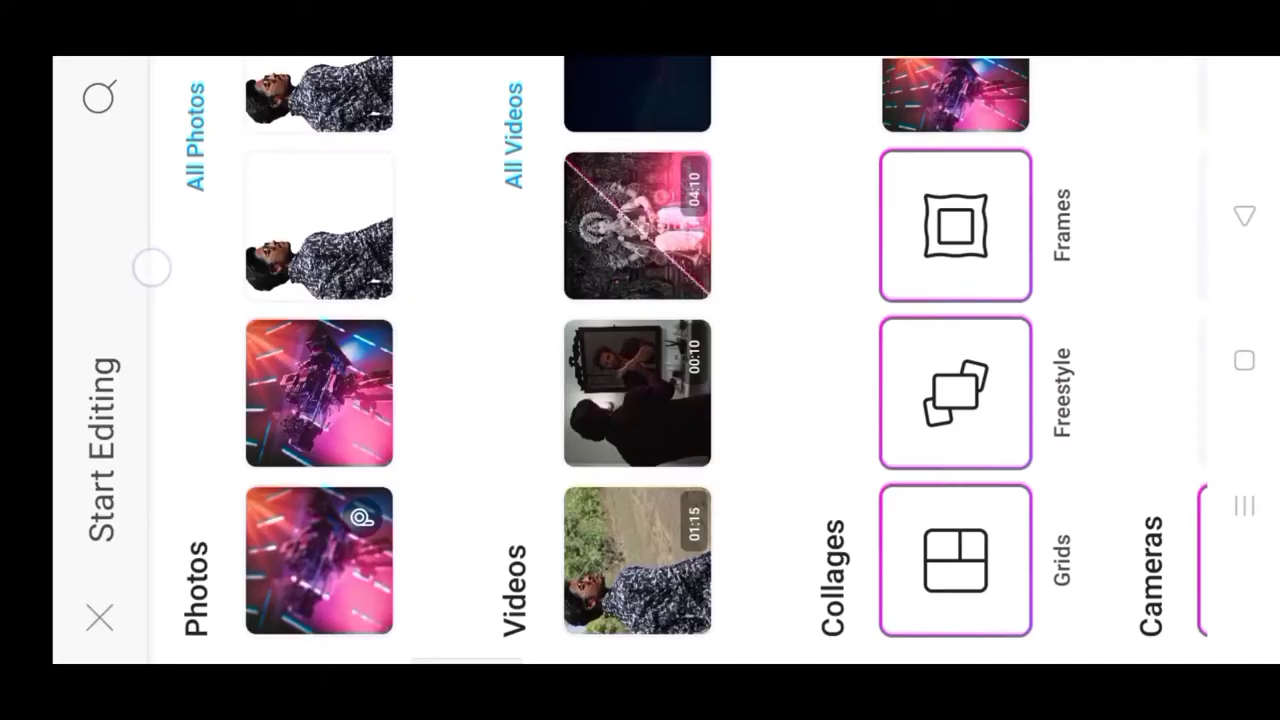 Start Editing
Photos
All Photos
Videos
All Videos
01:15
00:10
04:10
Collages
Grids
Freestyle
Frames
Cameras